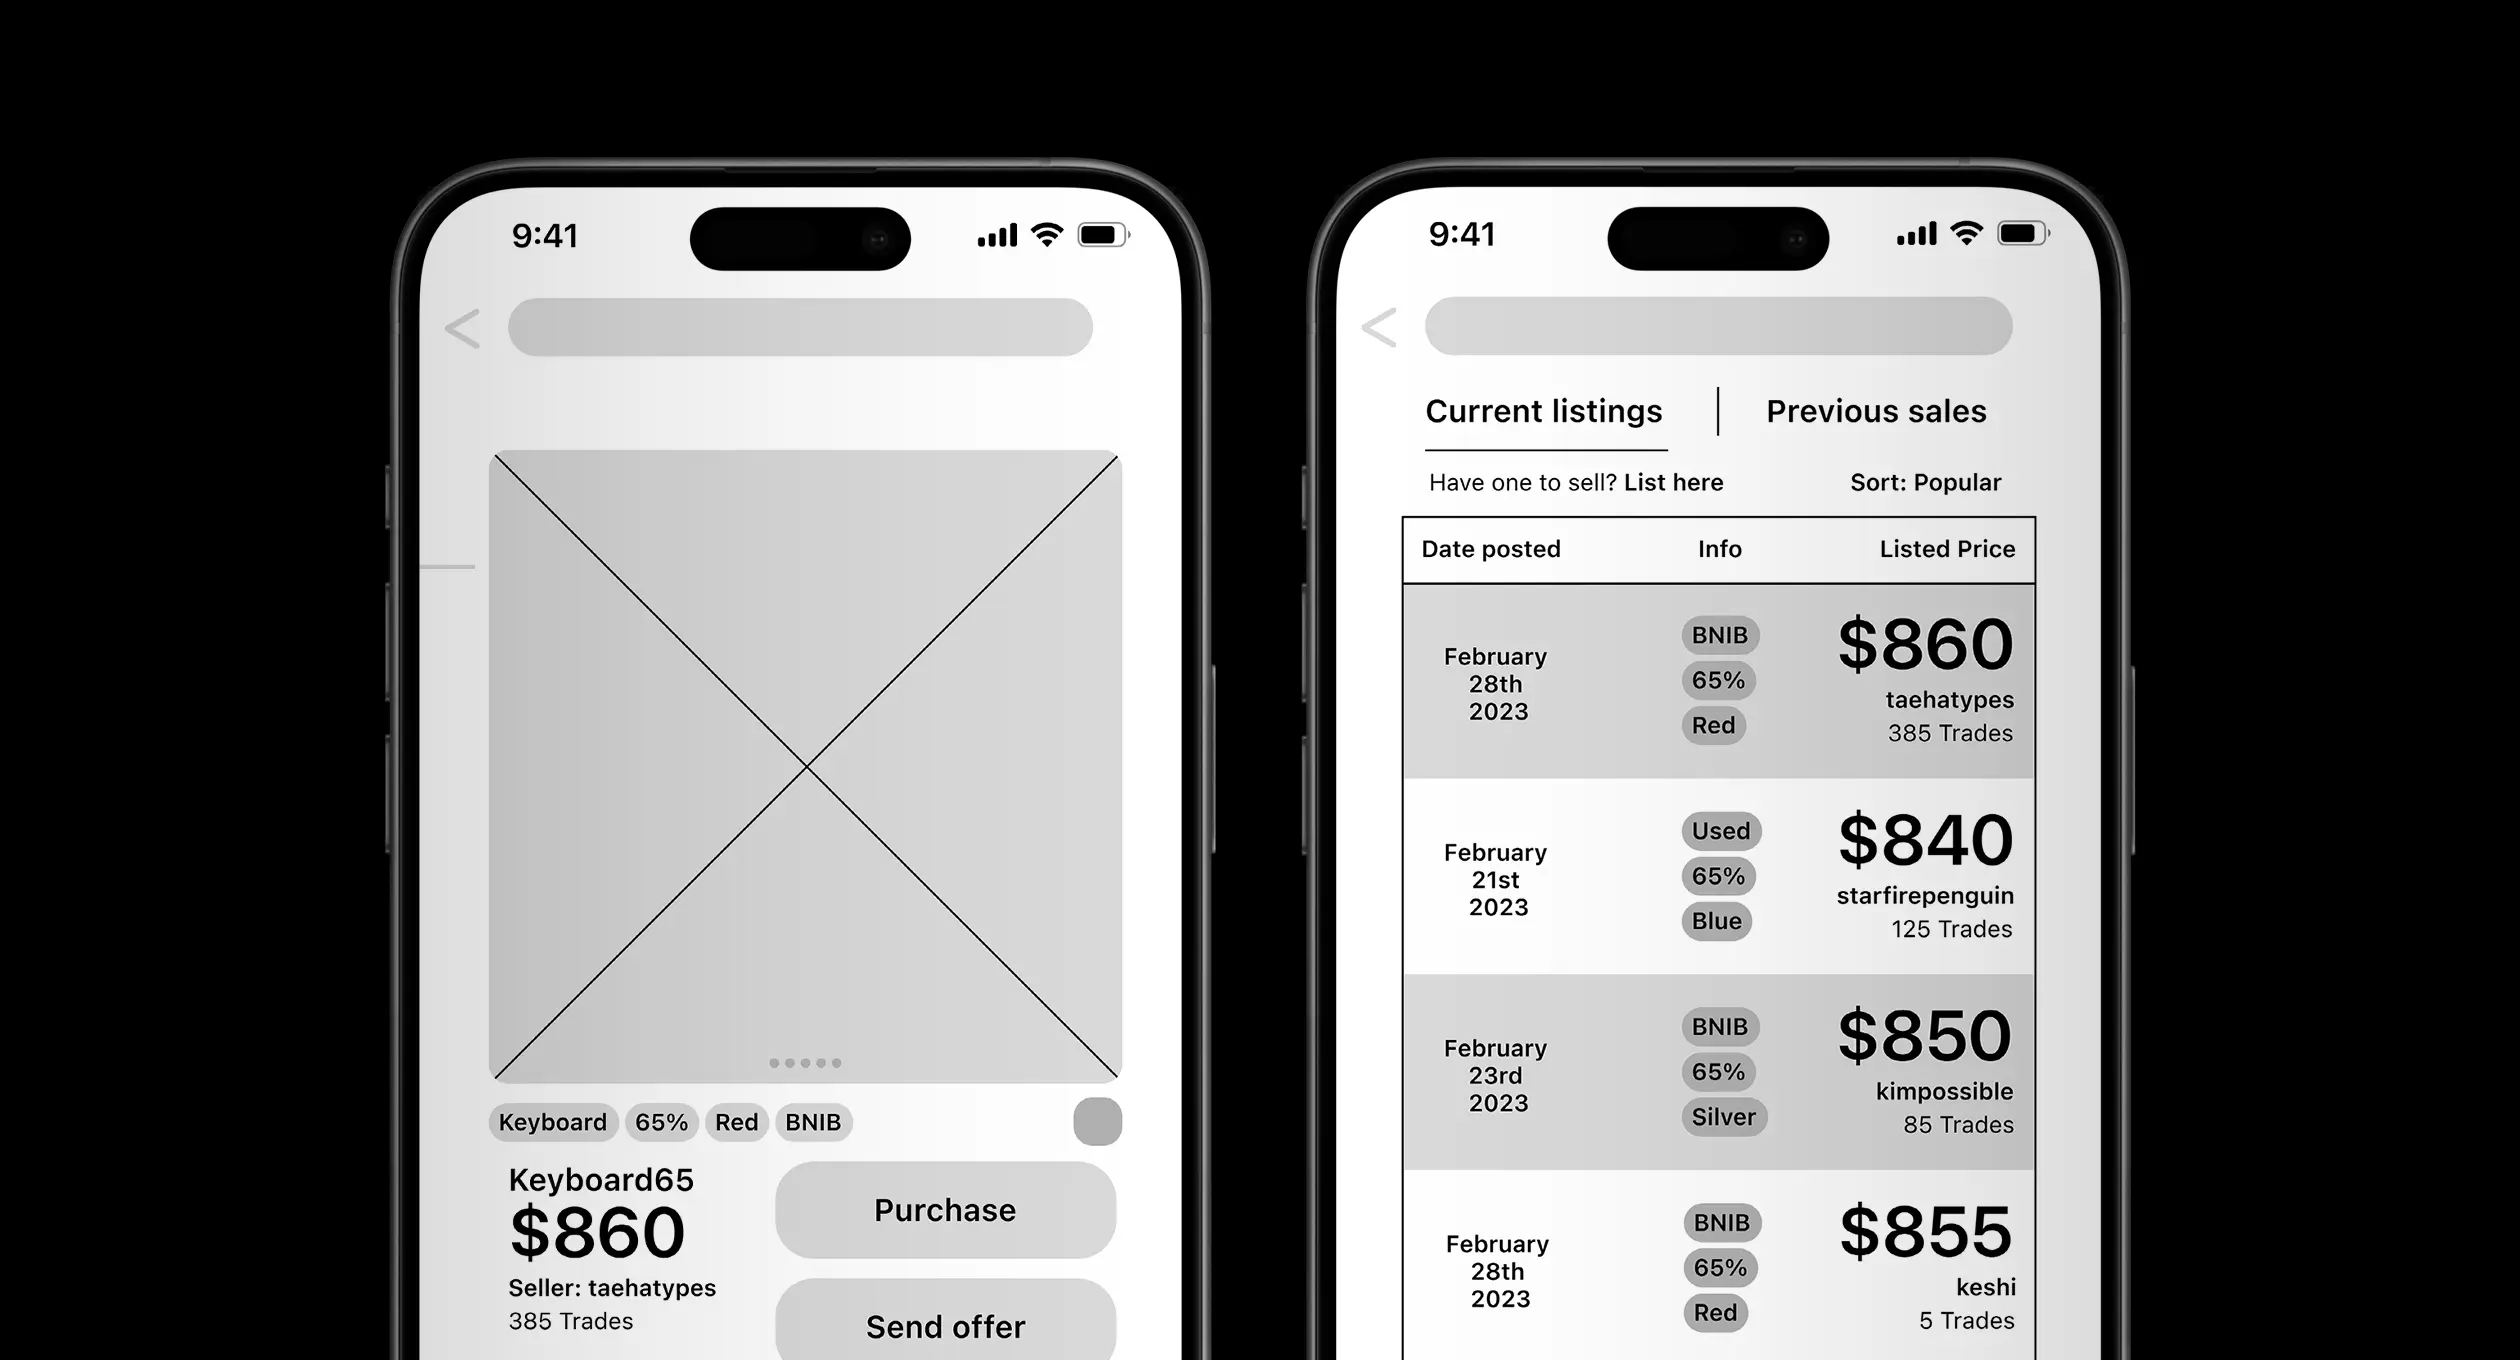 9:41
Keyboard 65% Red BNIB
Keyboard65
$860
Seller: taehatypes
385 Trades
Purchase
Send offer
9:41
Current listings | Previous sales
Have one to sell? List here Sort: Popular
Date posted Info Listed Price
February
28th
2023
BNIB
65%
Red
$860
taehatypes
385 Trades
February
21st
2023
Used
65%
Blue
$840
starfirepenguin
125 Trades
February
23rd
2023
BNIB
65%
Silver
$850
kimpossible
85 Trades
February
28th
2023
BNIB
65%
Red
$855
keshi
5 Trades